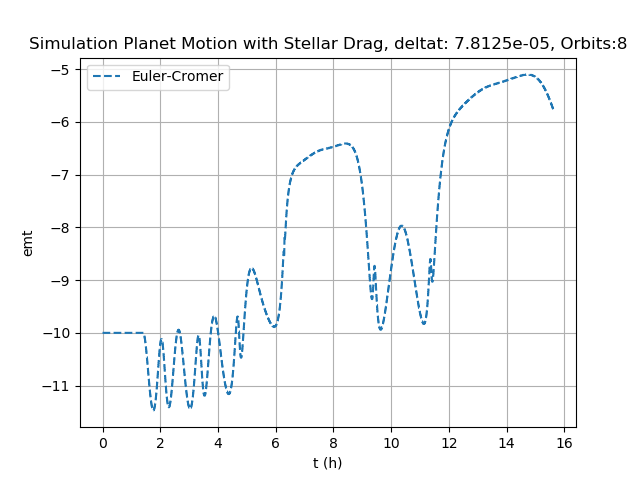 Simulation Planet Motion with Stellar Drag, deltat: 7.8125e-05, Orbits:8
Euler-Cromer
−5
−6
−7
−8
−9
−10
−11
emt
0 2 4 6 8 10 12 14 16
t (h)